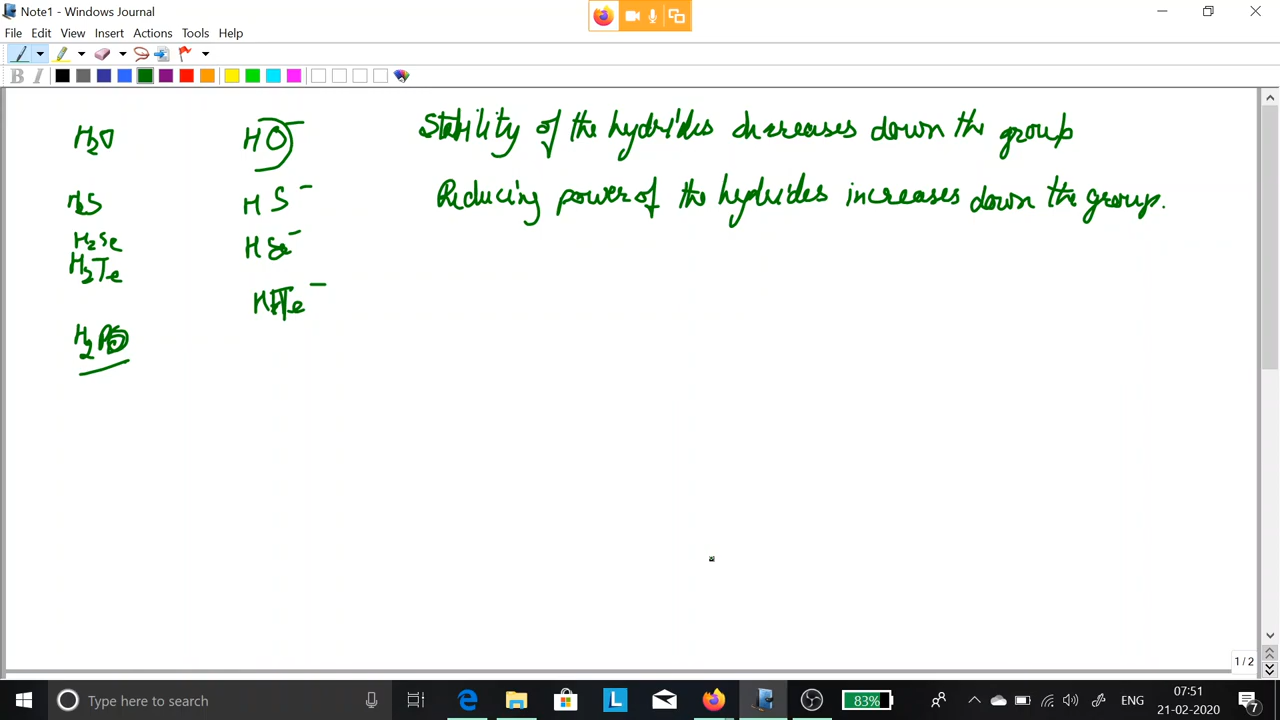 Note1 - Windows Journal
File Edit View Insert Actions Tools Help
B I
H2O HO⁻ Stability of the hydrides decreases down the group
H2S HS⁻ Reducing power of the hydrides increases down the group.
H2Se HSe⁻
H2Te
HTe⁻
H2Po
1 / 2
Type here to search
L
83%
ENG
07:51
21-02-2020
7